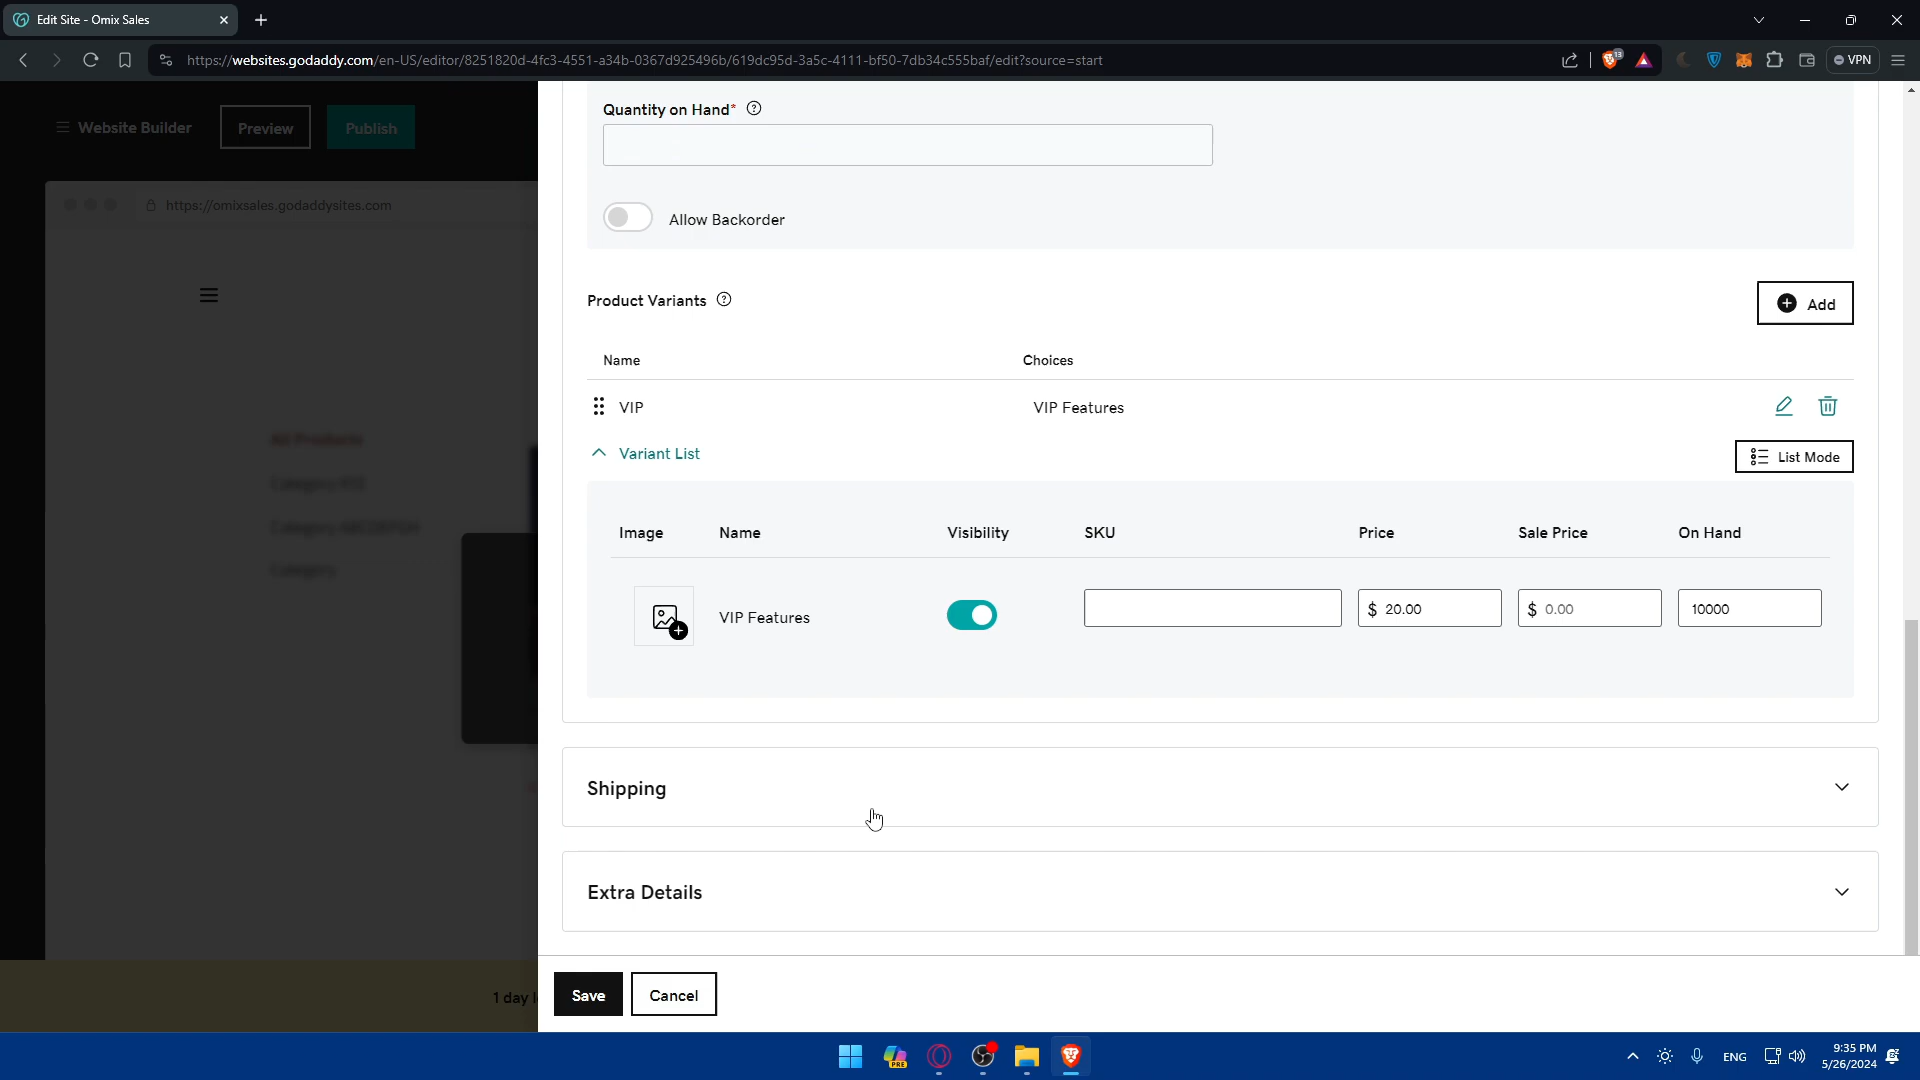 Edit Site - Omix Sales
https://websites.godaddy.com/en-US/editor/8251820d-4fc3-4551-a34b-0367d925496b/619dc95d-3a5c-4111-bf50-7db34c555baf/edit?source=start
13
VPN
Website Builder
Preview
Publish
https://omixsales.godaddysites.com
All Products
Category XYZ
Category ABCDEFGH
Category
1 day l
Quantity on Hand*
Allow Backorder
Product Variants
Add
Name Choices
VIP VIP Features
Variant List
List Mode
Image Name Visibility SKU Price Sale Price On Hand
VIP Features $ 20.00 $ 0.00 10000
Shipping
Extra Details
Save Cancel
PRE
ENG
9:35 PM
5/26/2024